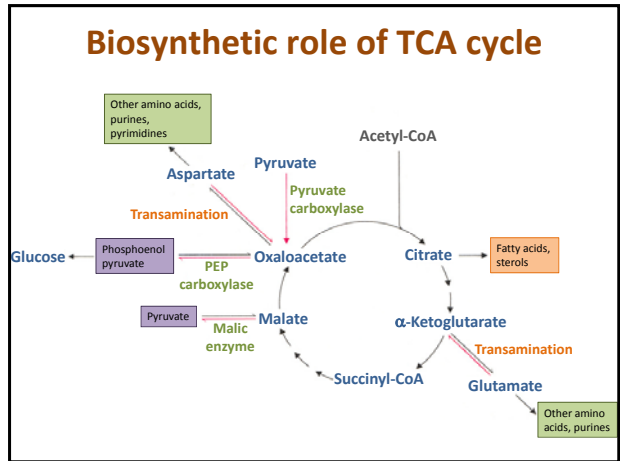 Biosynthetic role of TCA cycle
Other amino acids,
purines,
pyrimidines
Acetyl-CoA
Aspartate
Pyruvate
Pyruvate
carboxylase
Transamination
Glucose
Phosphoenol
pyruvate
PEP
carboxylase
Oxaloacetate
Citrate
Fatty acids,
sterols
Pyruvate
Malic
enzyme
Malate
α-Ketoglutarate
Transamination
Succinyl-CoA
Glutamate
Other amino
acids, purines